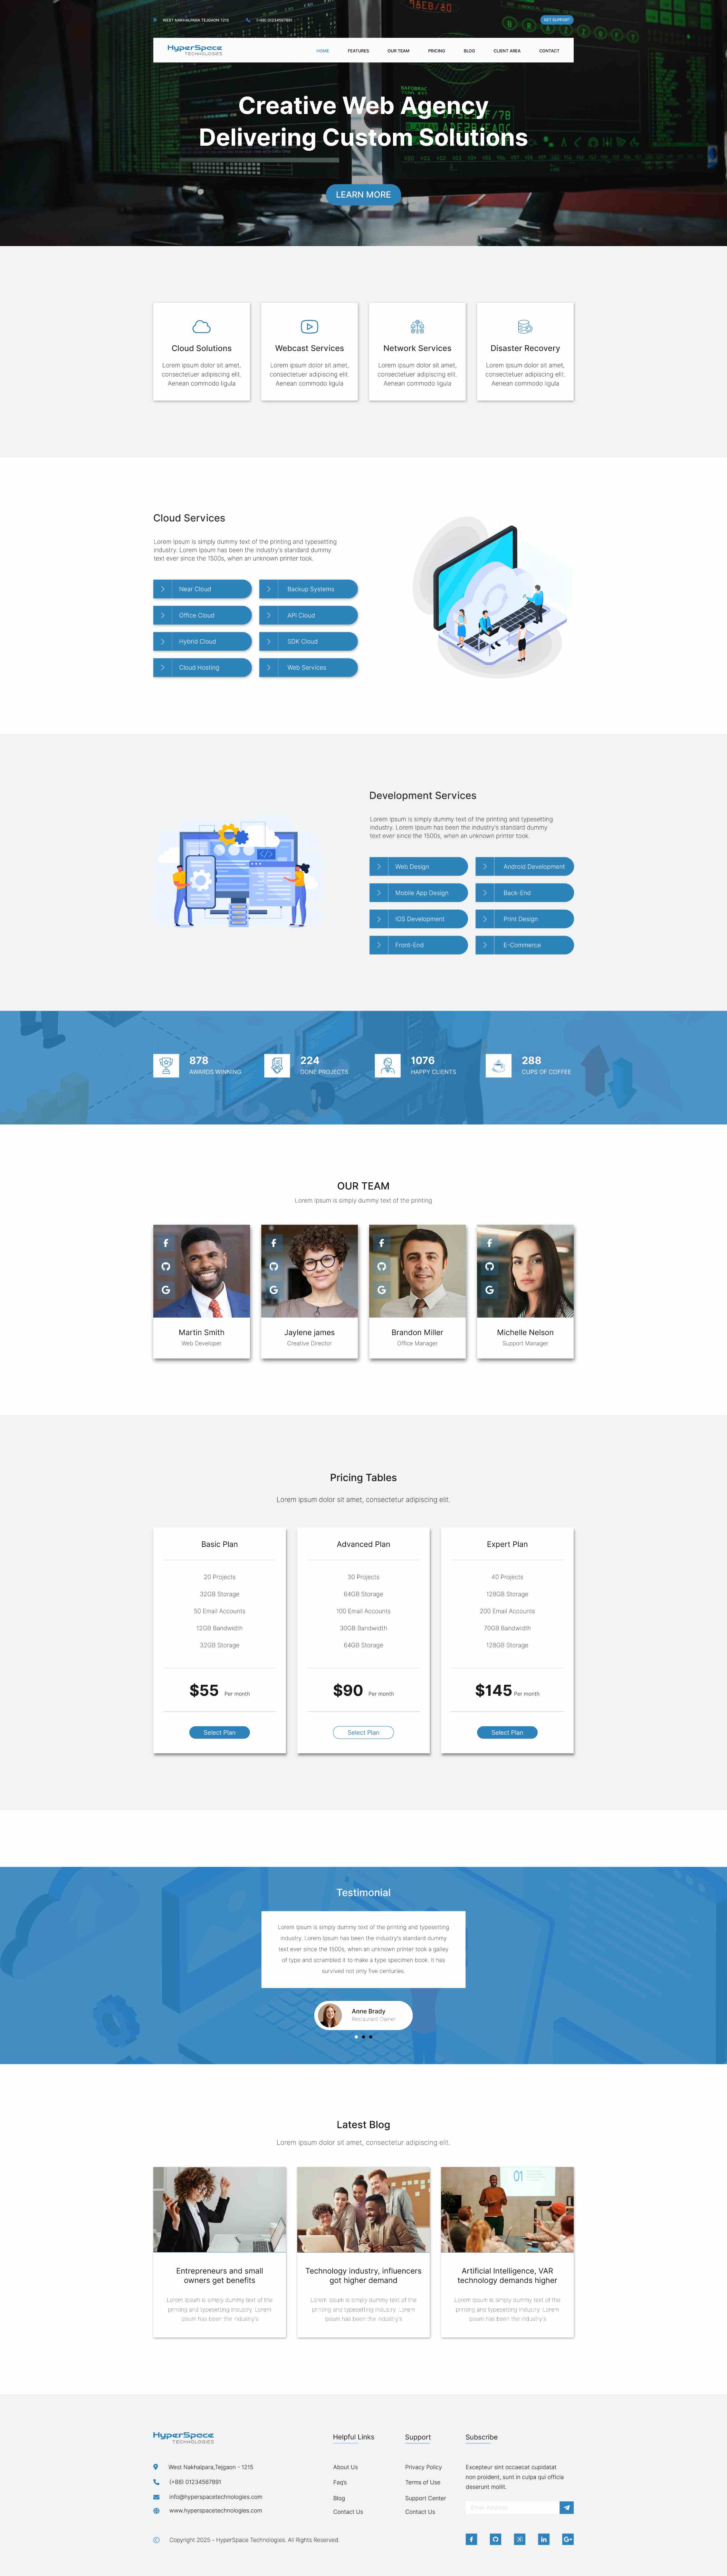 WEST NAKHALPARA TEJGAON 1215
(+88) 01234567891
GET SUPPORT
HyperSpace
TECHNOLOGIES
HOME
FEATURES
OUR TEAM
PRICING
BLOG
CLIENT AREA
CONTACT
Creative Web Agency
Delivering Custom Solutions
LEARN MORE
Cloud Solutions
Lorem ipsum dolor sit amet,
consectetuer adipiscing elit.
Aenean commodo ligula
Webcast Services
Lorem ipsum dolor sit amet,
consectetuer adipiscing elit.
Aenean commodo ligula
Network Services
Lorem ipsum dolor sit amet,
consectetuer adipiscing elit.
Aenean commodo ligula
Disaster Recovery
Lorem ipsum dolor sit amet,
consectetuer adipiscing elit.
Aenean commodo ligula
Cloud Services
Lorem Ipsum is simply dummy text of the printing and typesetting
industry. Lorem Ipsum has been the industry's standard dummy
text ever since the 1500s, when an unknown printer took.
Near Cloud
Backup Systems
Office Cloud
API Cloud
Hybrid Cloud
SDK Cloud
Cloud Hosting
Web Services
Development Services
Lorem Ipsum is simply dummy text of the printing and typesetting
industry. Lorem Ipsum has been the industry's standard dummy
text ever since the 1500s, when an unknown printer took.
Web Design
Android Development
Mobile App Design
Back-End
IOS Development
Print Design
Front-End
E-Commerce
878
AWARDS WINNING
224
DONE PROJECTS
1076
HAPPY CLIENTS
288
CUPS OF COFFEE
OUR TEAM
Lorem Ipsum is simply dummy text of the printing
Martin Smith
Web Developer
Jaylene james
Creative Director
Brandon Miller
Office Manager
Michelle Nelson
Support Manager
Pricing Tables
Lorem ipsum dolor sit amet, consectetur adipiscing elit.
Basic Plan
20 Projects
32GB Storage
50 Email Accounts
12GB Bandwidth
32GB Storage
$55 Per month
Select Plan
Advanced Plan
30 Projects
64GB Storage
100 Email Accounts
30GB Bandwidth
64GB Storage
$90 Per month
Select Plan
Expert Plan
40 Projects
128GB Storage
200 Email Accounts
70GB Bandwidth
128GB Storage
$145 Per month
Select Plan
Testimonial
Lorem Ipsum is simply dummy text of the printing and typesetting
industry. Lorem Ipsum has been the industry's standard dummy
text ever since the 1500s, when an unknown printer took a galley
of type and scrambled it to make a type specimen book. It has
survived not only five centuries.
Anne Brady
Restaurant Owner
Latest Blog
Lorem ipsum dolor sit amet, consectetur adipiscing elit.
01
Entrepreneurs and small
owners get benefits
Lorem Ipsum is simply dummy text of the
printing and typesetting industry. Lorem
Ipsum has been the industry's
Technology industry, influencers
got higher demand
Lorem Ipsum is simply dummy text of the
printing and typesetting industry. Lorem
Ipsum has been the industry's
Artificial Intelligence, VAR
technology demands higher
Lorem Ipsum is simply dummy text of the
printing and typesetting industry. Lorem
Ipsum has been the industry's
HyperSpace
TECHNOLOGIES
West Nakhalpara,Tejgaon - 1215
(+88) 01234567891
info@hyperspacetechnologies.com
www.hyperspacetechnologies.com
Copyright 2025 - HyperSpace Technologies. All Rights Reserved.
Helpful Links
About Us
Faq's
Blog
Contact Us
Support
Privacy Policy
Terms of Use
Support Center
Contact Us
Subscribe
Excepteur sint occaecat cupidatat
non proident, sunt in culpa qui officia
deserunt mollit.
Email Address